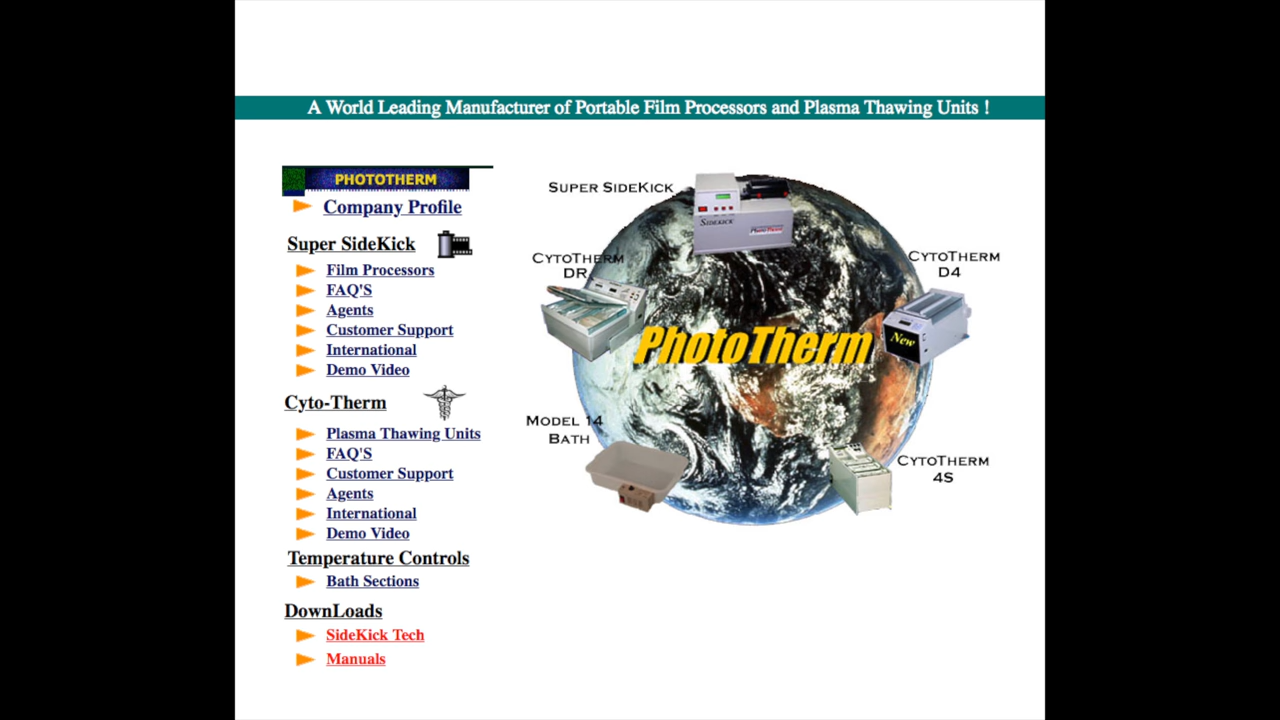 A World Leading Manufacturer of Portable Film Processors and Plasma Thawing Units !
PHOTOTHERM
Company Profile
Super SideKick
Film Processors
FAQ'S
Agents
Customer Support
International
Demo Video
Cyto-Therm
Plasma Thawing Units
FAQ'S
Customer Support
Agents
International
Demo Video
Temperature Controls
Bath Sections
DownLoads
SideKick Tech
Manuals
SUPER SIDEKICK
SIDEKICK
PhotoTherm
CYTOTHERM
DR
CYTOTHERM
D4
New
PhotoTherm
MODEL 14
BATH
CYTOTHERM
4S